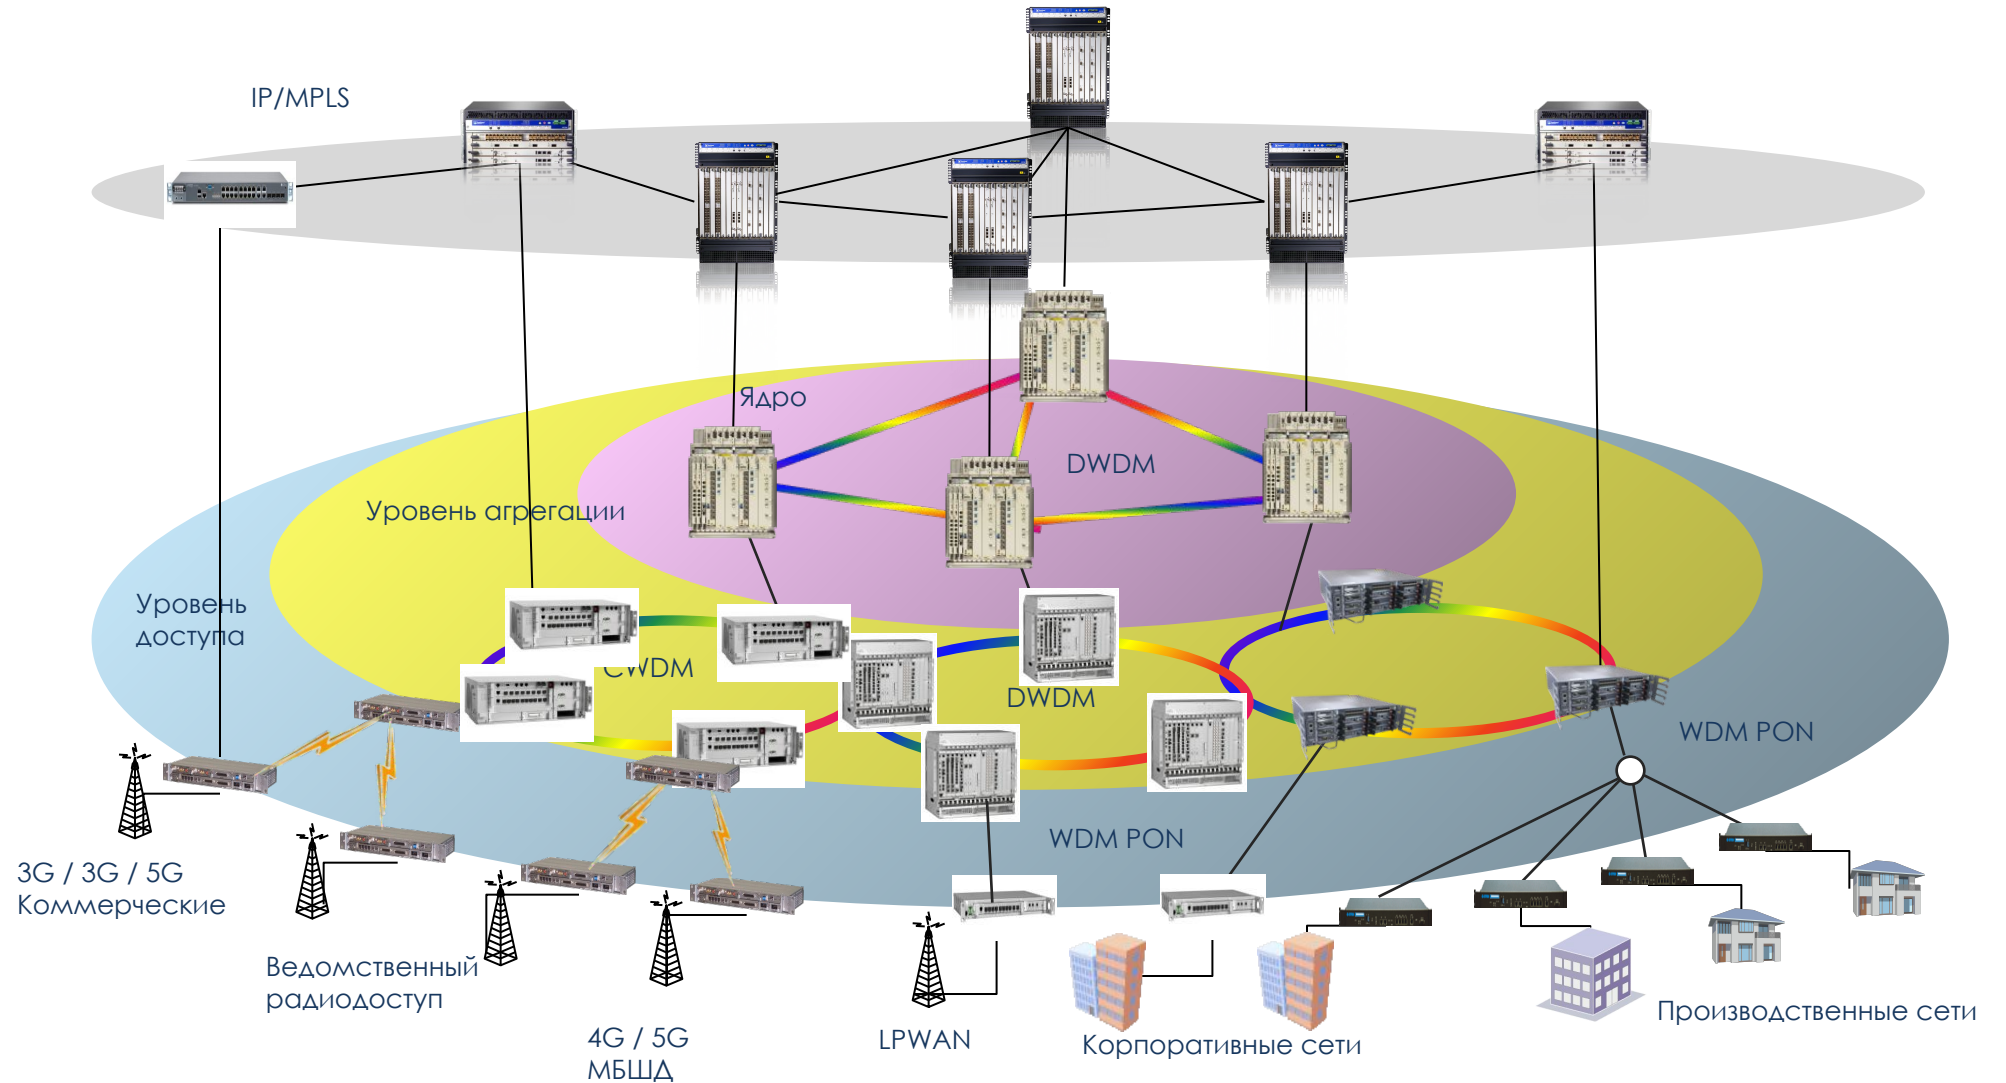 IP/MPLS
Ядро
DWDM
Уровень агрегации
Уровень
доступа
CWDM
DWDM
WDM PON
WDM PON
3G / 3G / 5G
Коммерческие
Ведомственный
радиодоступ
4G / 5G
МБШД
LPWAN
Корпоративные сети
Производственные сети